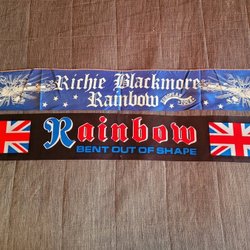 Richie Blackmore
Rainbow
Rainbow
BENT OUT OF SHAPE